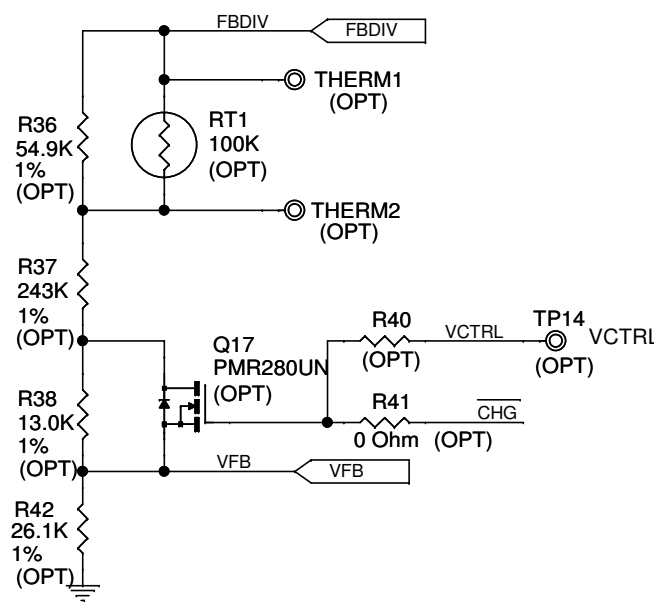 FBDIV
FBDIV
THERM1
(OPT)
RT1
100K
(OPT)
R36
54.9K
1%
(OPT)
THERM2
(OPT)
R37
243K
1%
(OPT)
Q17
PMR280UN
(OPT)
R40
(OPT)
VCTRL
TP14
(OPT)
VCTRL
R38
13.0K
1%
(OPT)
R41
0 Ohm (OPT)
CHG
VFB
VFB
R42
26.1K
1%
(OPT)